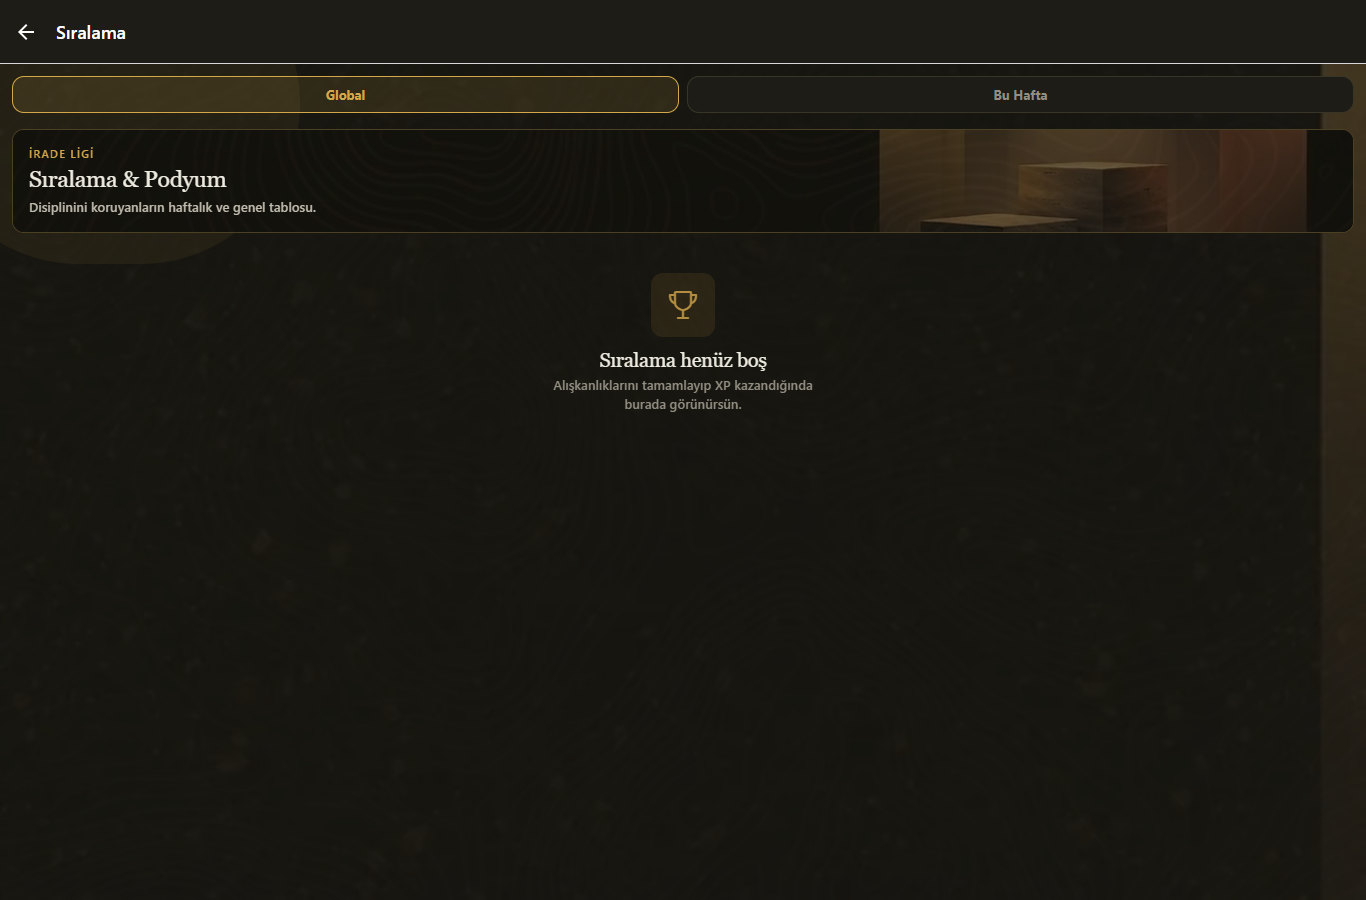 Sıralama
Global
Bu Hafta
İRADE LİGİ
Sıralama & Podyum
Disiplinini koruyanların haftalık ve genel tablosu.
Sıralama henüz boş
Alışkanlıklarını tamamlayıp XP kazandığında
burada görünürsün.